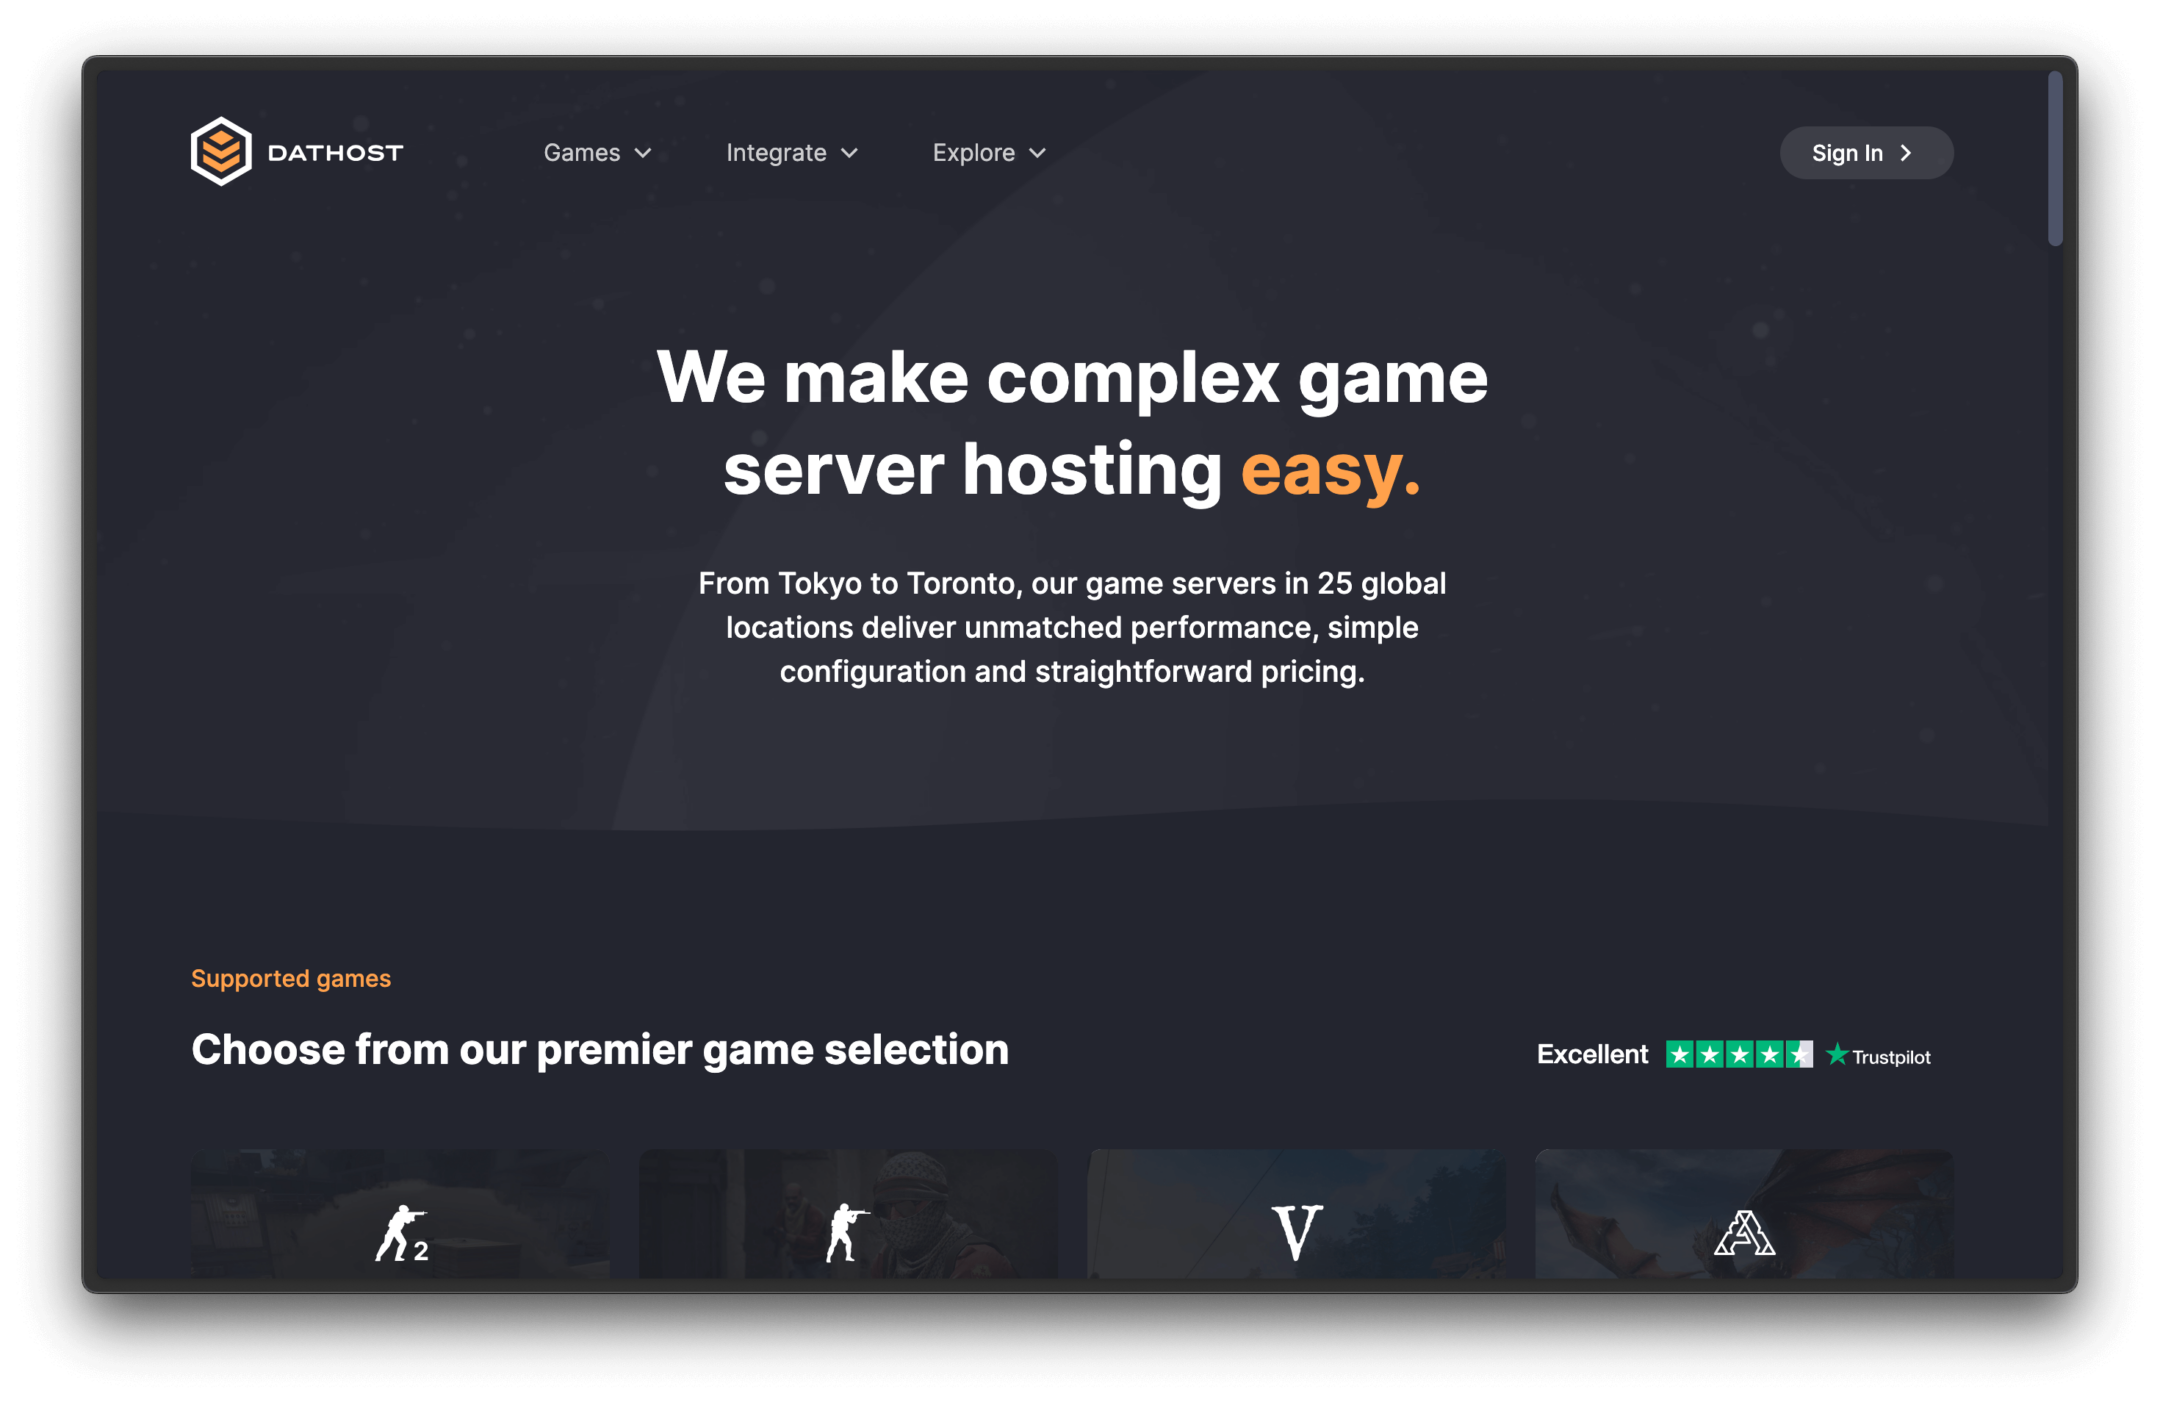 DATHOST
Games
Integrate
Explore
Sign In
We make complex game
server hosting easy.
From Tokyo to Toronto, our game servers in 25 global
locations deliver unmatched performance, simple
configuration and straightforward pricing.
Supported games
Choose from our premier game selection
Excellent
Trustpilot
2
V
A